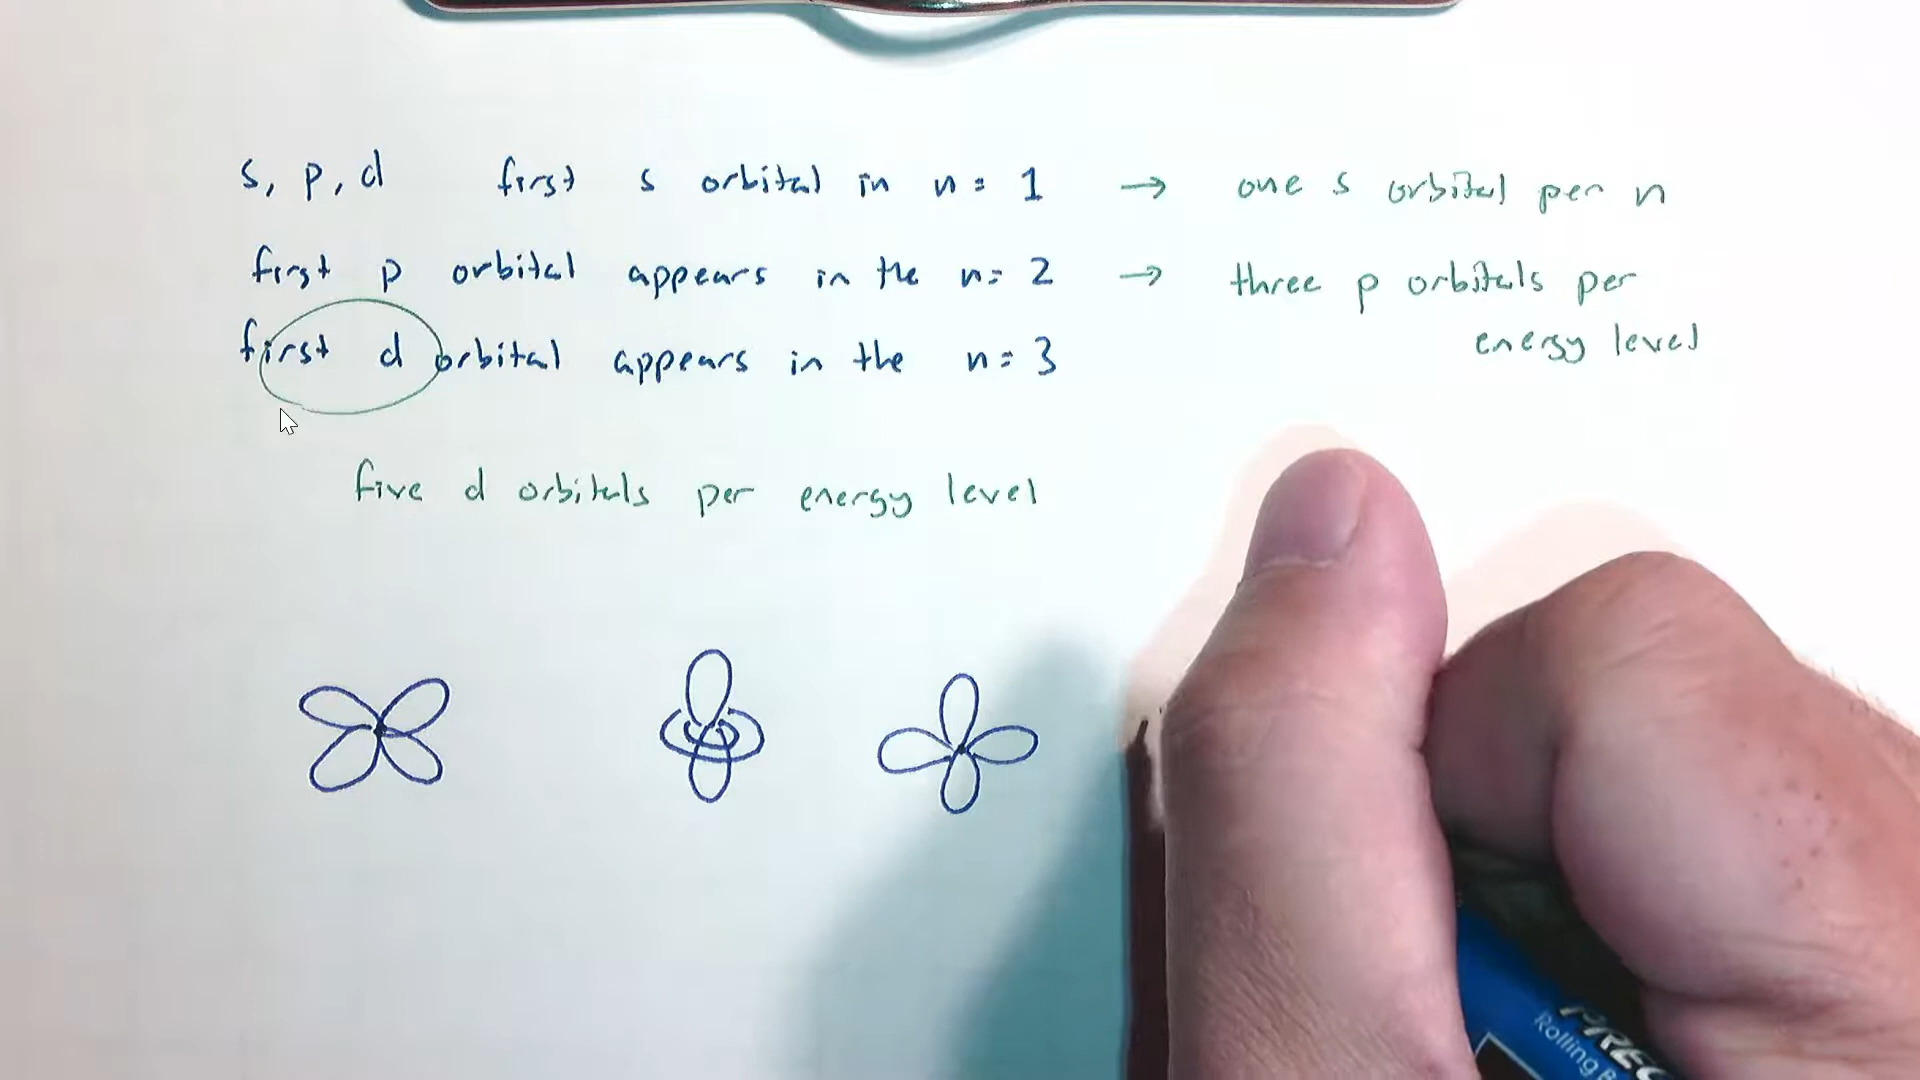 s, p, d first s orbital in n = 1 → one s orbital per n
first p orbital appears in the n = 2 → three p orbitals per
energy level
first d orbital appears in the n = 3
five d orbitals per energy level
Rolling